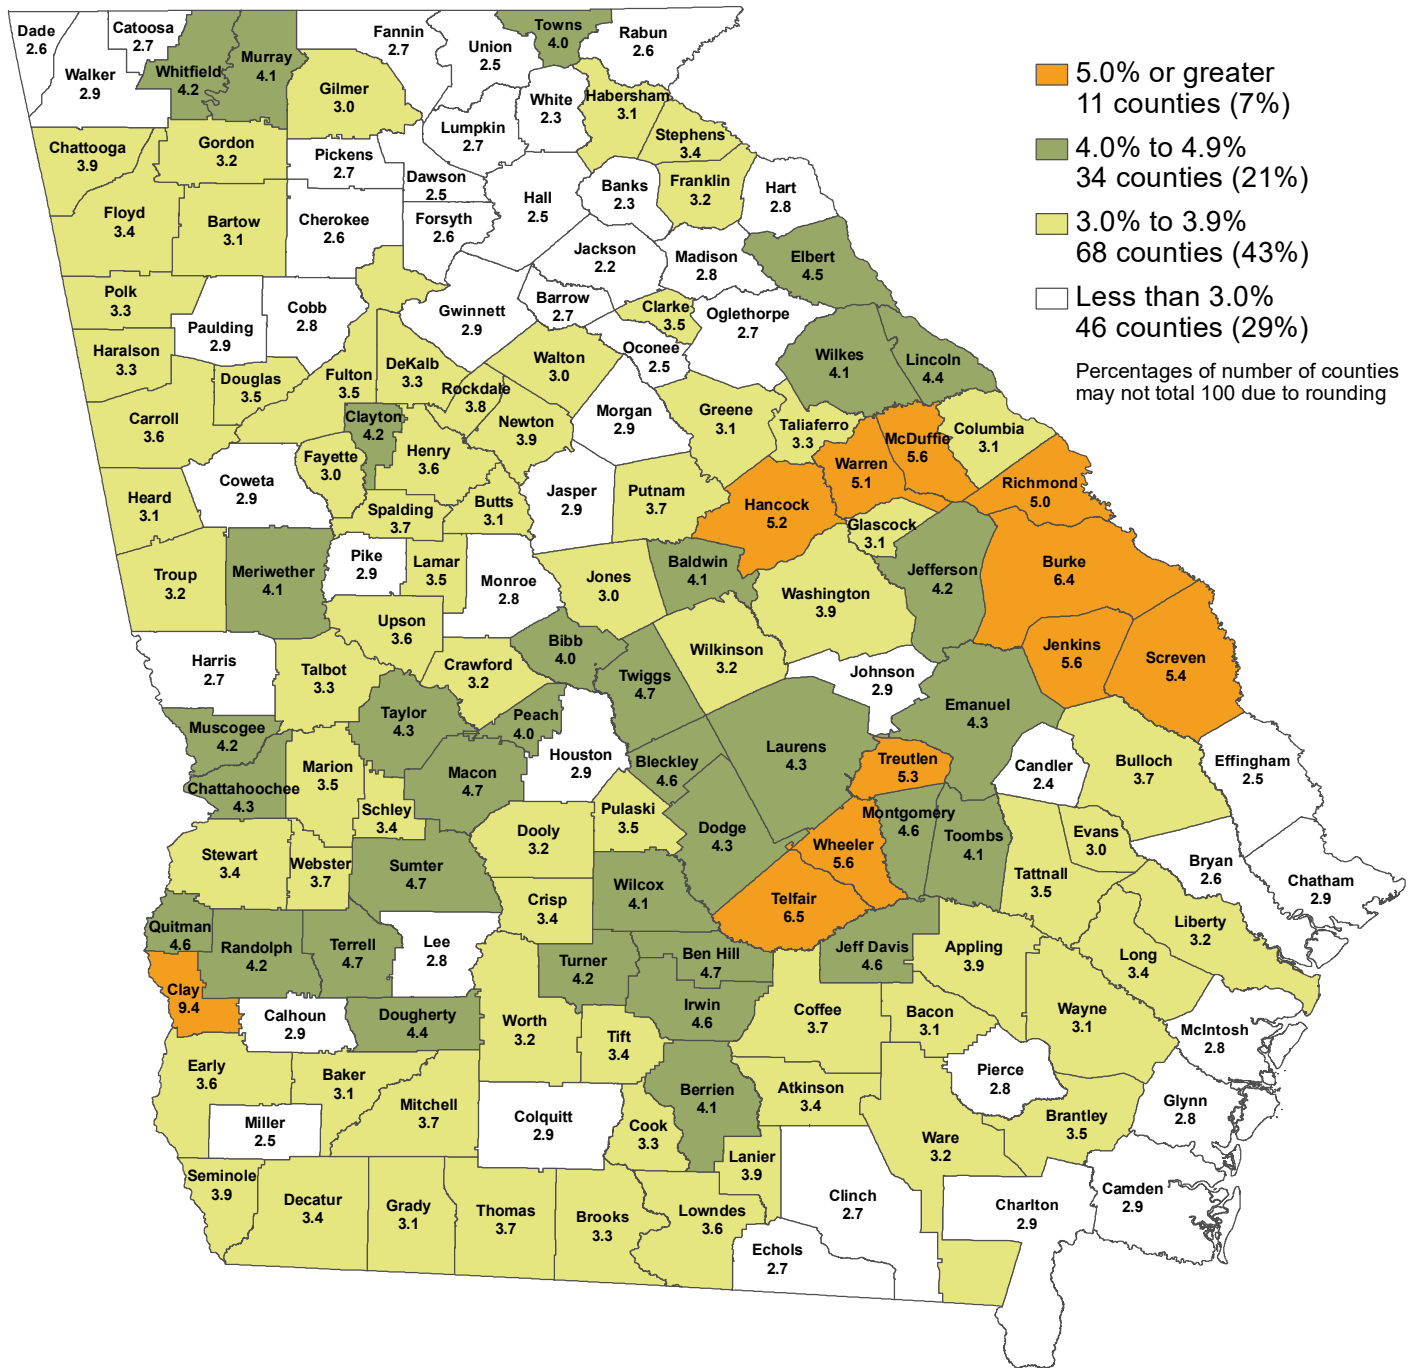 Dade
2.6
Catoosa
2.7
Walker
2.9
Whitfield
4.2
Murray
4.1
Fannin
2.7
Union
2.5
Towns
4.0
Rabun
2.6
Gilmer
3.0
White
2.3
Habersham
3.1
Lumpkin
2.7
Stephens
3.4
Chattooga
3.9
Gordon
3.2
Pickens
2.7
Dawson
2.5
Hall
2.5
Banks
2.3
Franklin
3.2
Hart
2.8
Floyd
3.4
Bartow
3.1
Cherokee
2.6
Forsyth
2.6
Jackson
2.2
Madison
2.8
Elbert
4.5
Polk
3.3
Paulding
2.9
Cobb
2.8
Gwinnett
2.9
Barrow
2.7
Clarke
3.5
Oglethorpe
2.7
Oconee
2.5
Wilkes
4.1
Lincoln
4.4
Haralson
3.3
Douglas
3.5
Fulton
3.5
DeKalb
3.3
Rockdale
3.8
Walton
3.0
Carroll
3.6
Clayton
4.2
Newton
3.9
Morgan
2.9
Greene
3.1
Taliaferro
3.3
McDuffie
5.6
Columbia
3.1
Fayette
3.0
Henry
3.6
Warren
5.1
Richmond
5.0
Heard
3.1
Coweta
2.9
Spalding
3.7
Butts
3.1
Jasper
2.9
Putnam
3.7
Hancock
5.2
Glascock
3.1
Troup
3.2
Meriwether
4.1
Pike
2.9
Lamar
3.5
Monroe
2.8
Jones
3.0
Baldwin
4.1
Washington
3.9
Jefferson
4.2
Burke
6.4
Upson
3.6
Bibb
4.0
Wilkinson
3.2
Jenkins
5.6
Screven
5.4
Harris
2.7
Talbot
3.3
Crawford
3.2
Twiggs
4.7
Johnson
2.9
Emanuel
4.3
Muscogee
4.2
Taylor
4.3
Peach
4.0
Houston
2.9
Bleckley
4.6
Laurens
4.3
Treutlen
5.3
Candler
2.4
Bulloch
3.7
Effingham
2.5
Chattahoochee
4.3
Marion
3.5
Macon
4.7
Schley
3.4
Pulaski
3.5
Dodge
4.3
Montgomery
4.6
Toombs
4.1
Evans
3.0
Stewart
3.4
Webster
3.7
Sumter
4.7
Dooly
3.2
Wheeler
5.6
Tattnall
3.5
Bryan
2.6
Chatham
2.9
Crisp
3.4
Wilcox
4.1
Telfair
6.5
Quitman
4.6
Randolph
4.2
Terrell
4.7
Lee
2.8
Turner
4.2
Ben Hill
4.7
Jeff Davis
4.6
Appling
3.9
Long
3.4
Liberty
3.2
Clay
9.4
Calhoun
2.9
Dougherty
4.4
Worth
3.2
Irwin
4.6
Tift
3.4
Coffee
3.7
Bacon
3.1
Wayne
3.1
McIntosh
2.8
Early
3.6
Baker
3.1
Mitchell
3.7
Miller
2.5
Colquitt
2.9
Cook
3.3
Berrien
4.1
Atkinson
3.4
Pierce
2.8
Brantley
3.5
Glynn
2.8
Ware
3.2
Lanier
3.9
Seminole
3.9
Decatur
3.4
Grady
3.1
Thomas
3.7
Brooks
3.3
Lowndes
3.6
Clinch
2.7
Echols
2.7
Charlton
2.9
Camden
2.9
5.0% or greater
11 counties (7%)
4.0% to 4.9%
34 counties (21%)
3.0% to 3.9%
68 counties (43%)
Less than 3.0%
46 counties (29%)
Percentages of number of counties
may not total 100 due to rounding